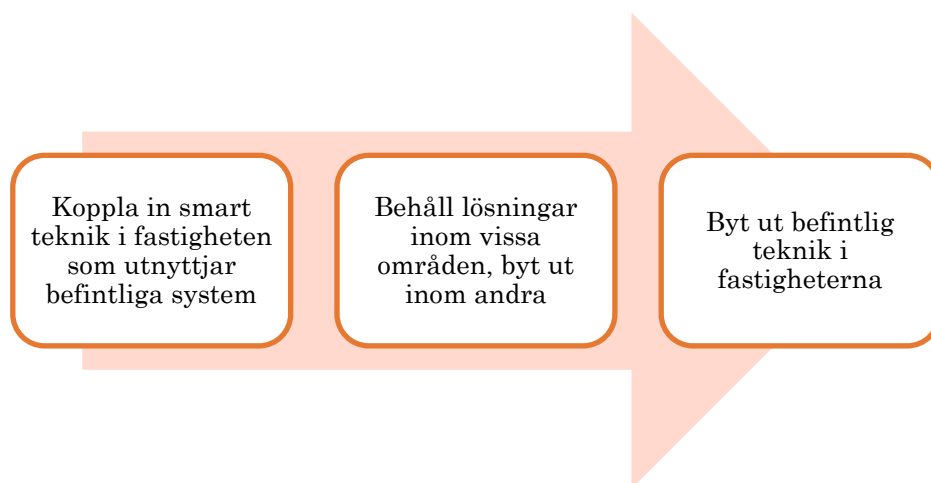 Koppla in smart
teknik i fastigheten
som utnyttjar
befintliga system
Behåll lösningar
inom vissa
områden, byt ut
inom andra
Byt ut befintlig
teknik i
fastigheterna